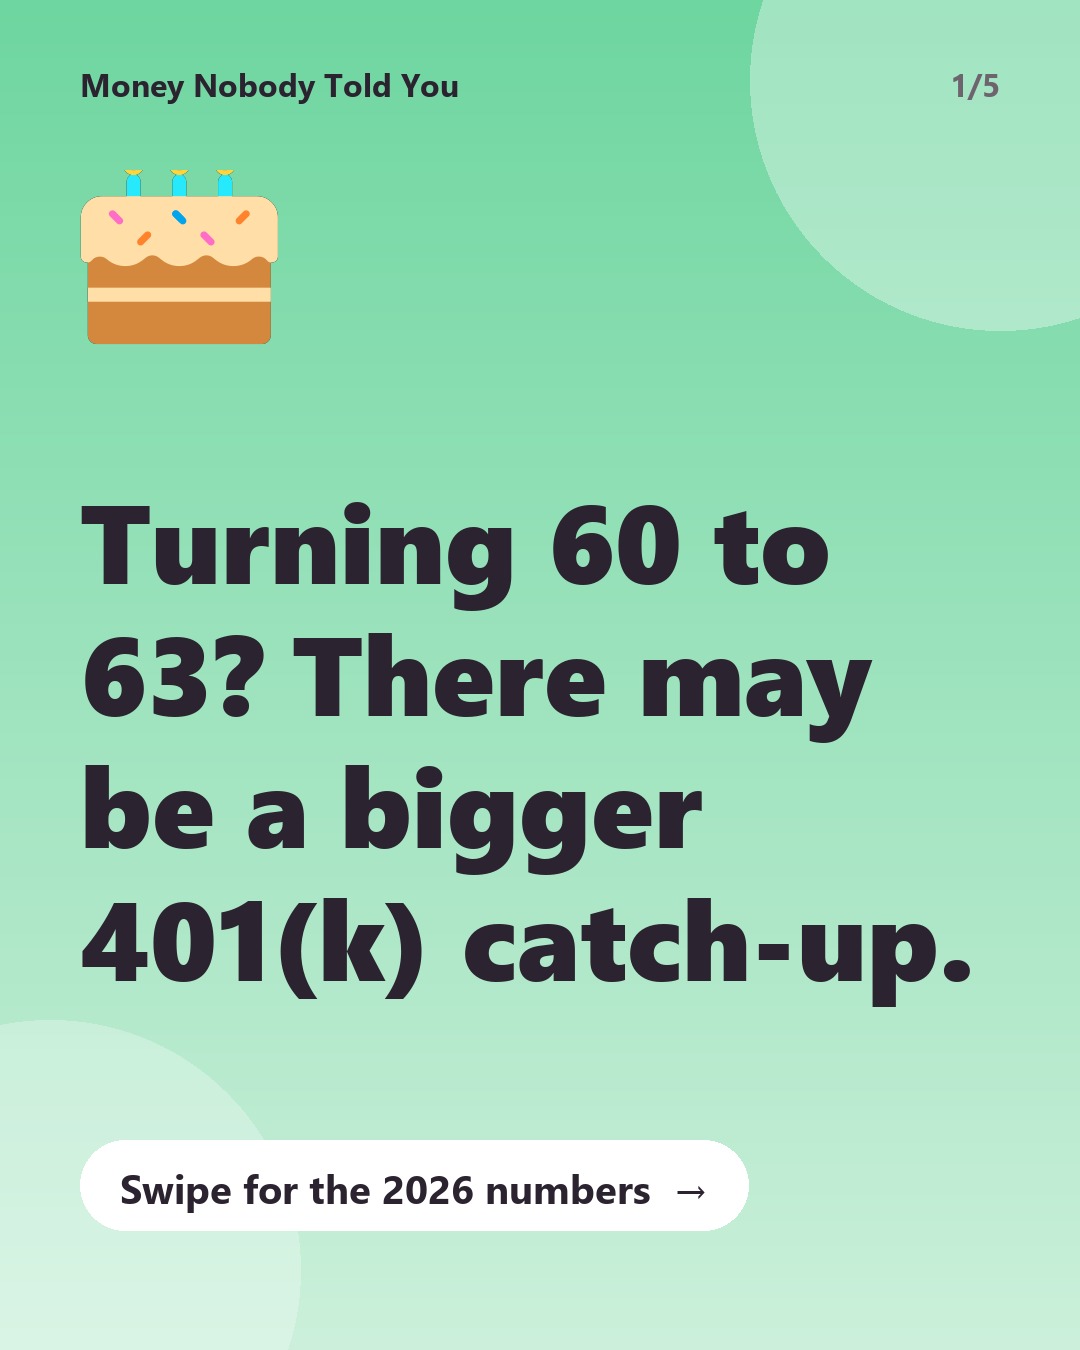 Money Nobody Told You
1/5
Turning 60 to
63? There may
be a bigger
401(k) catch-up.
Swipe for the 2026 numbers →